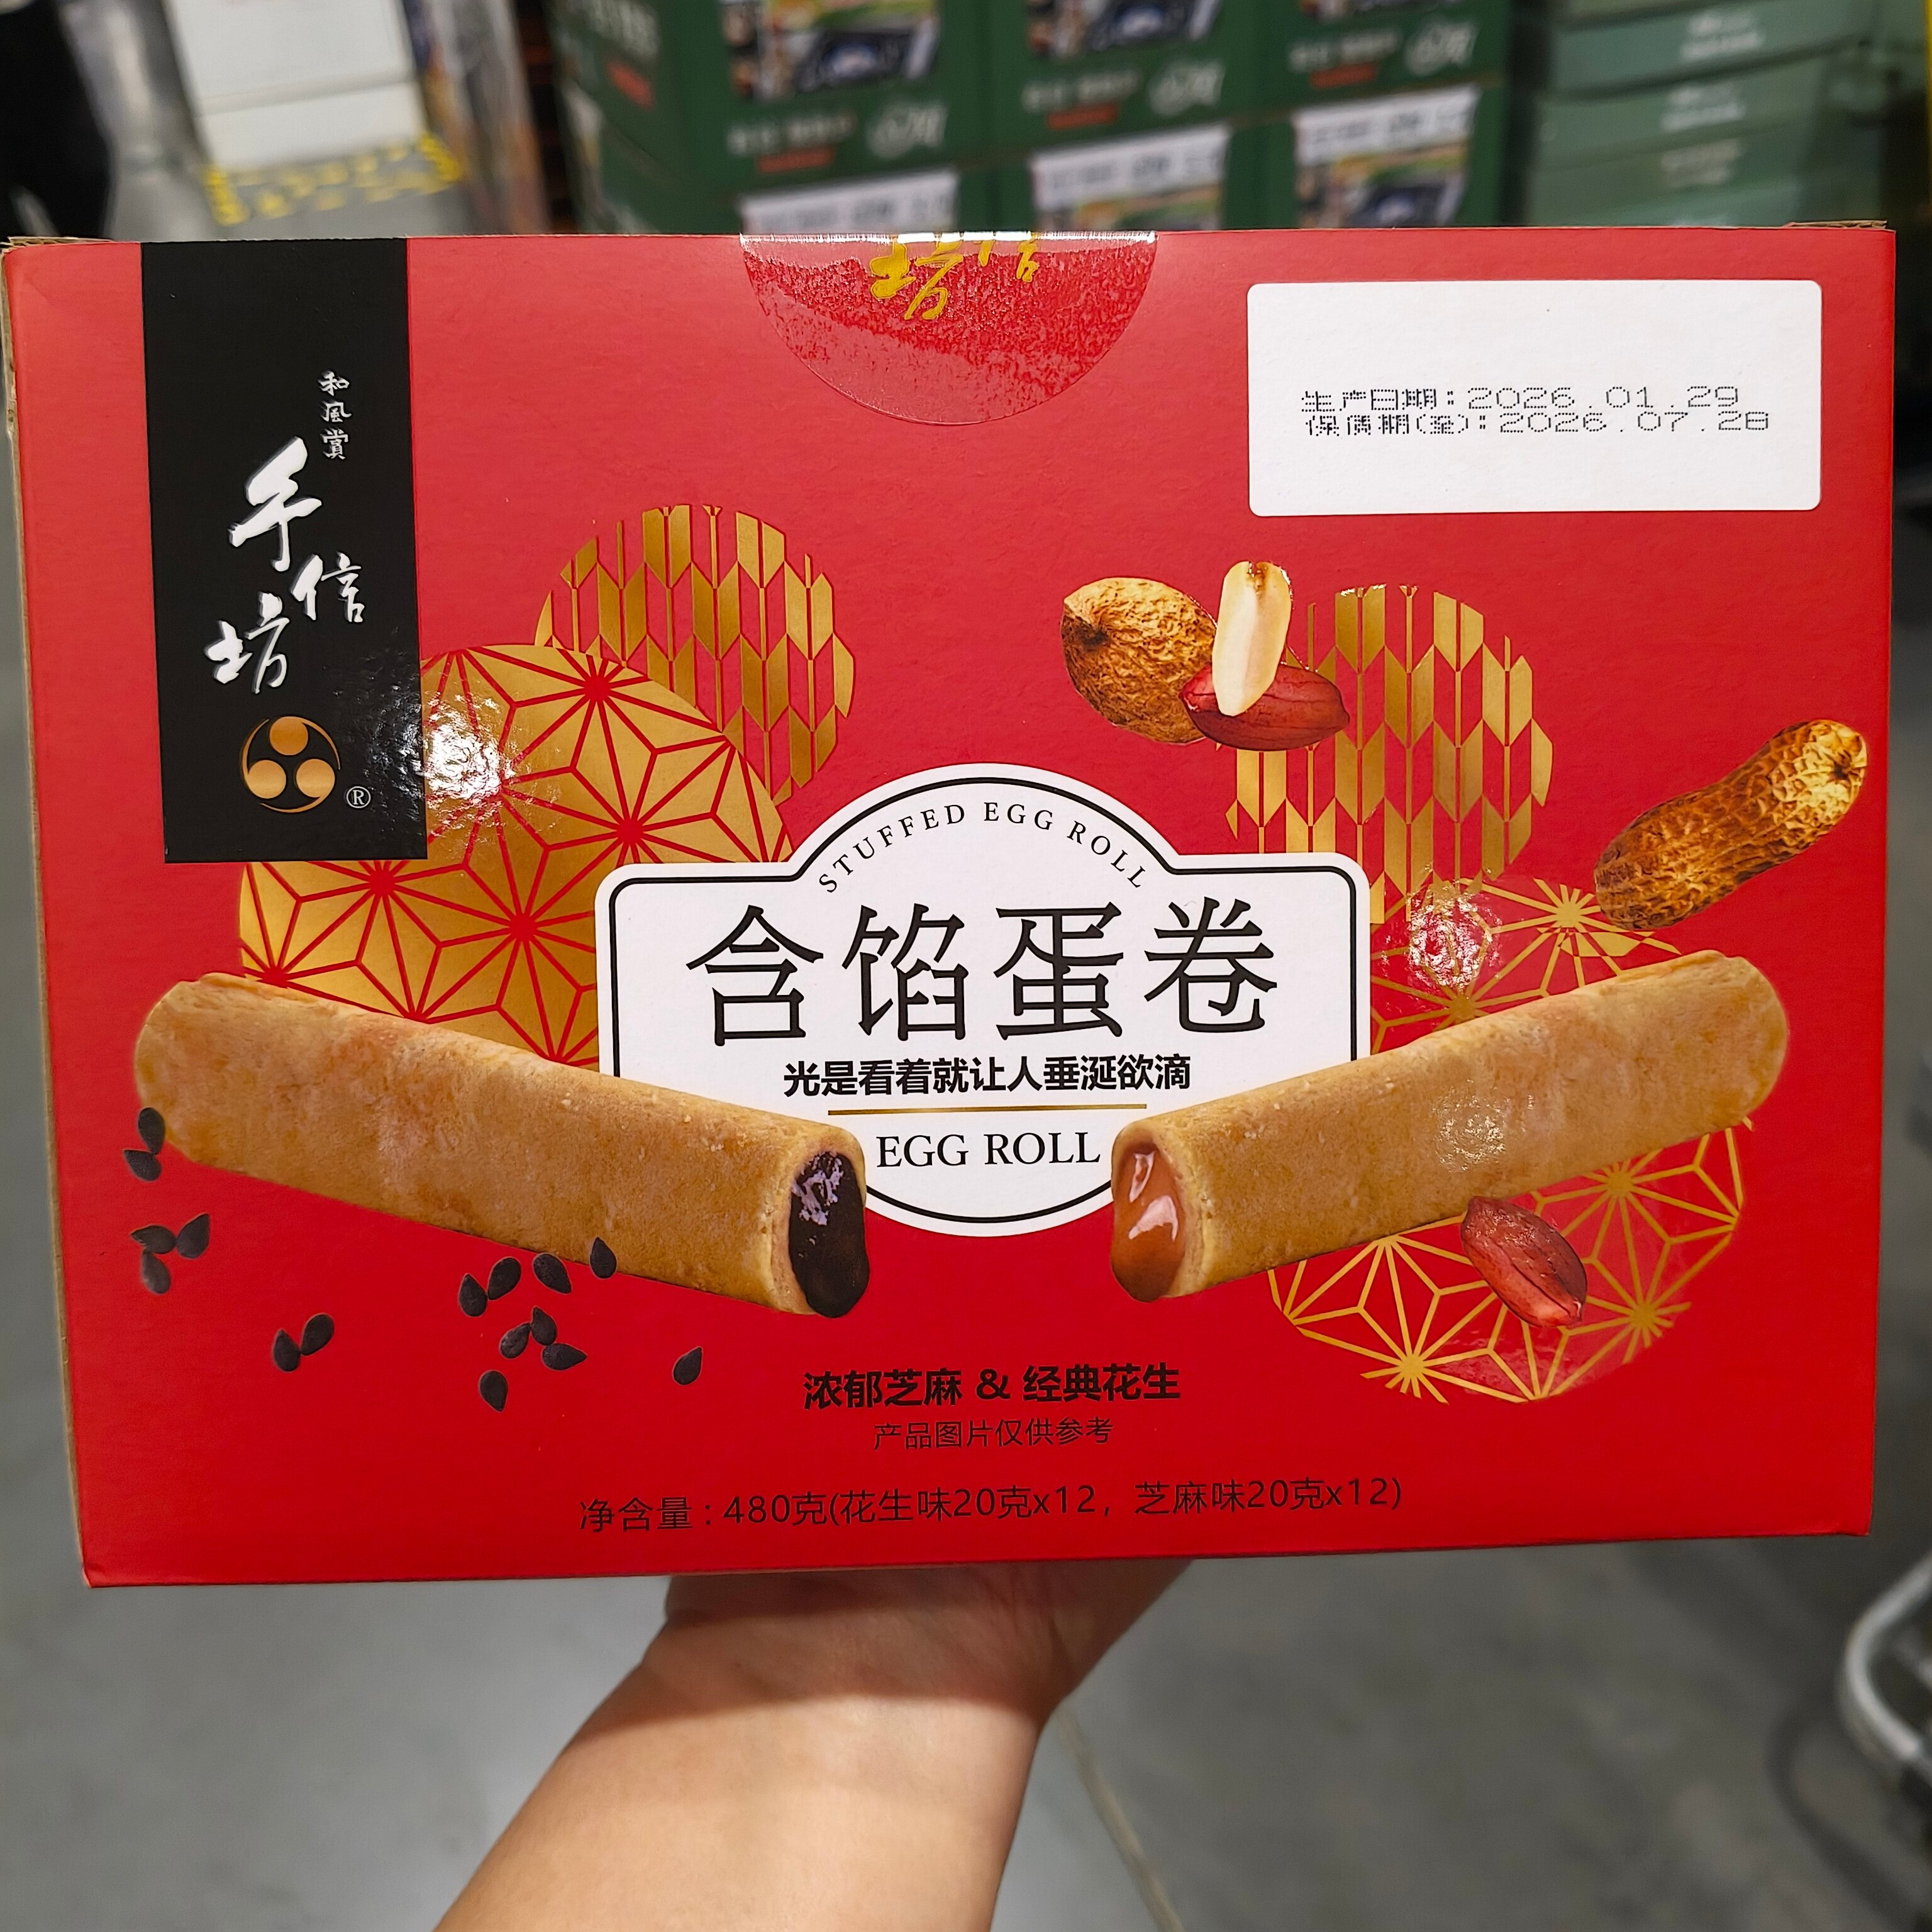 和風賞
手信坊
®
坊信
生产日期:2026.01.29
保质期(至):2026.07.28
STUFFED EGG ROLL
含馅蛋卷
光是看着就让人垂涎欲滴
EGG ROLL
浓郁芝麻 & 经典花生
产品图片仅供参考
净含量:480克(花生味20克x12,芝麻味20克x12)